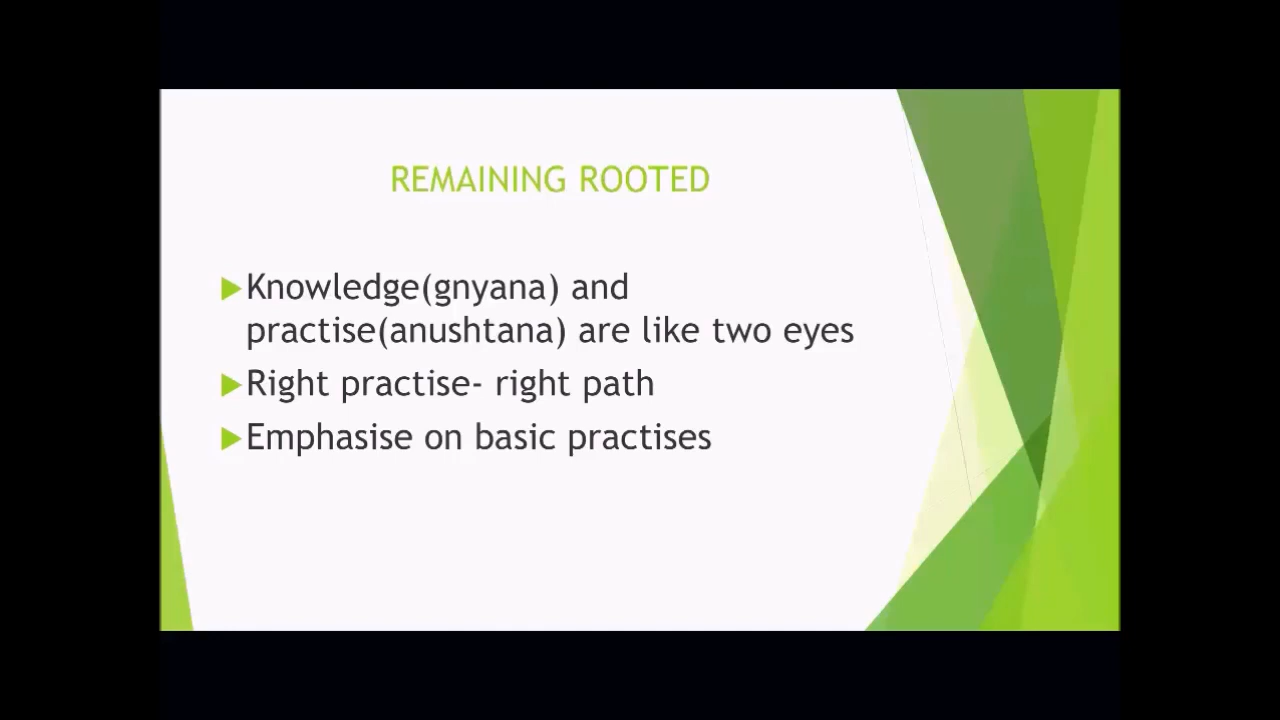 REMAINING ROOTED
Knowledge(gnyana) and
practise(anushtana) are like two eyes
Right practise- right path
Emphasise on basic practises